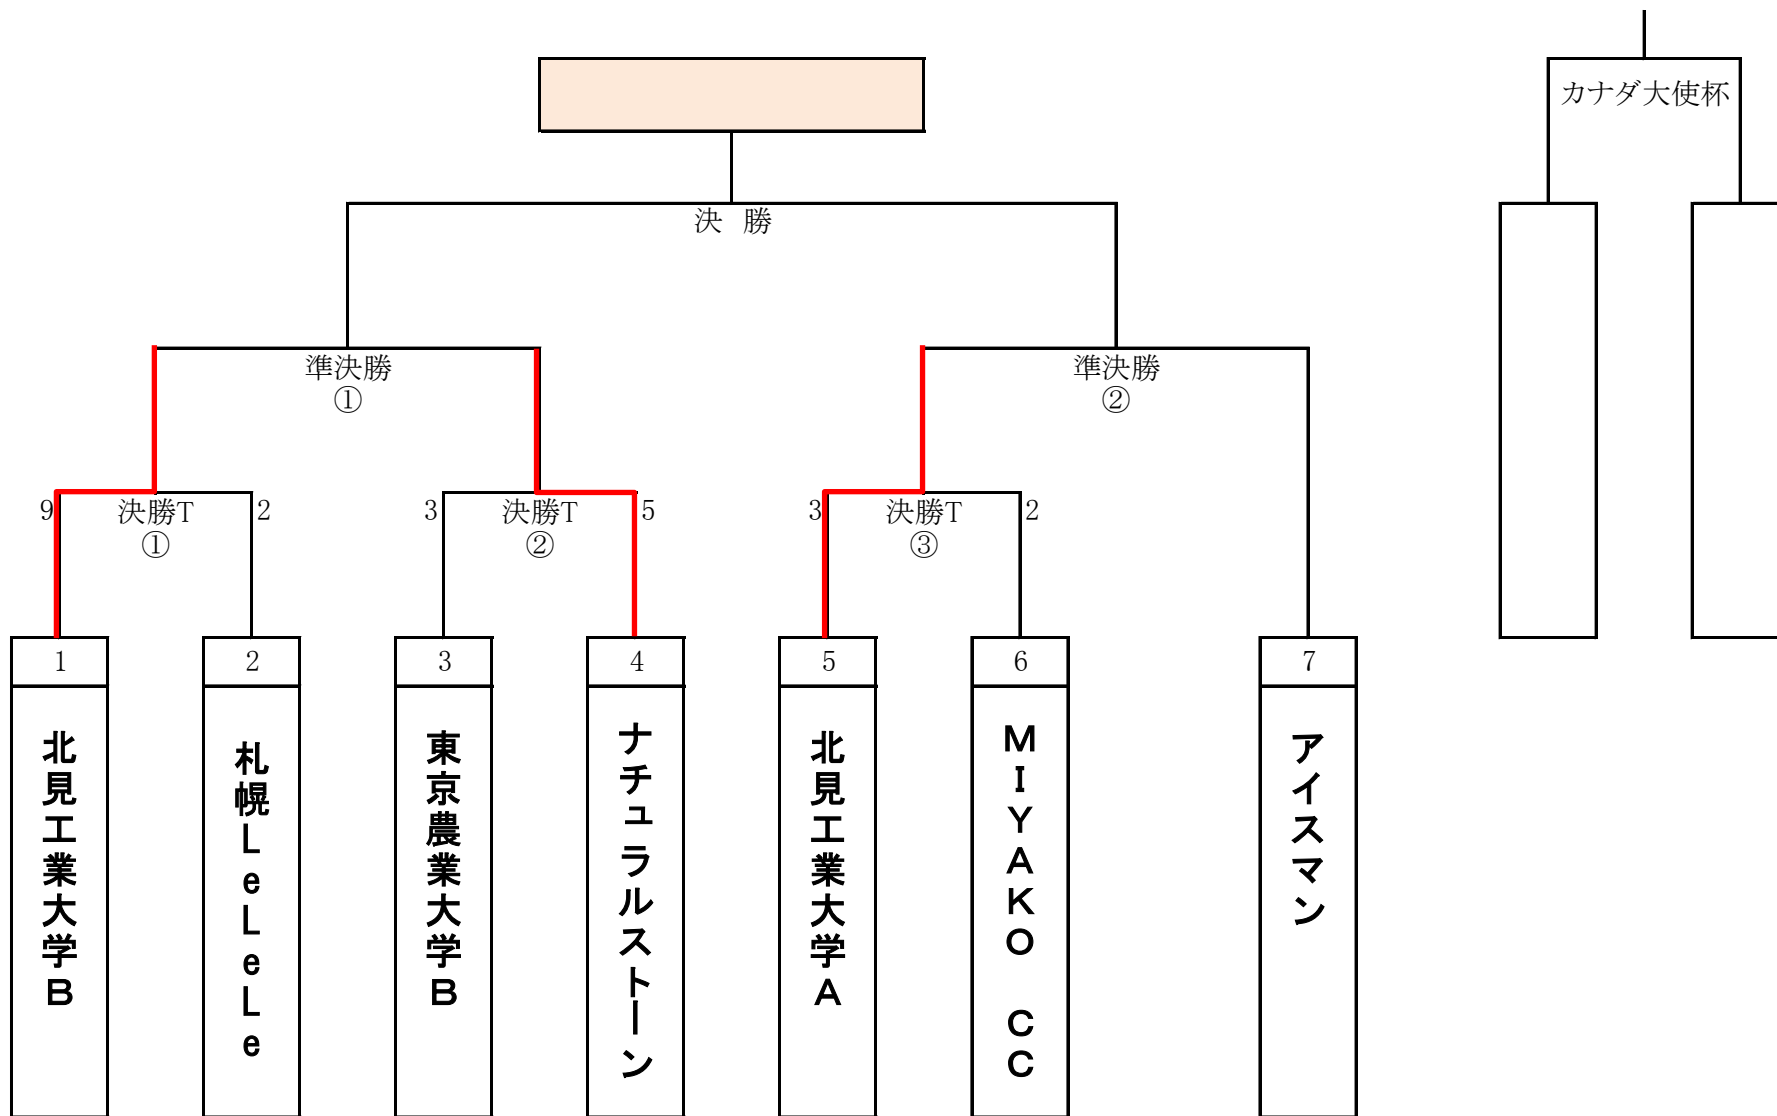 カナダ大使杯
決 勝
準決勝
①
準決勝
②
9
決勝T
①
2
3
決勝T
②
5
3
決勝T
③
2
1
2
3
4
5
6
7
北見工業大学B
札幌LeLeLe
東京農業大学B
ナチュラルストーン
北見工業大学A
MIYAKO CC
アイスマン